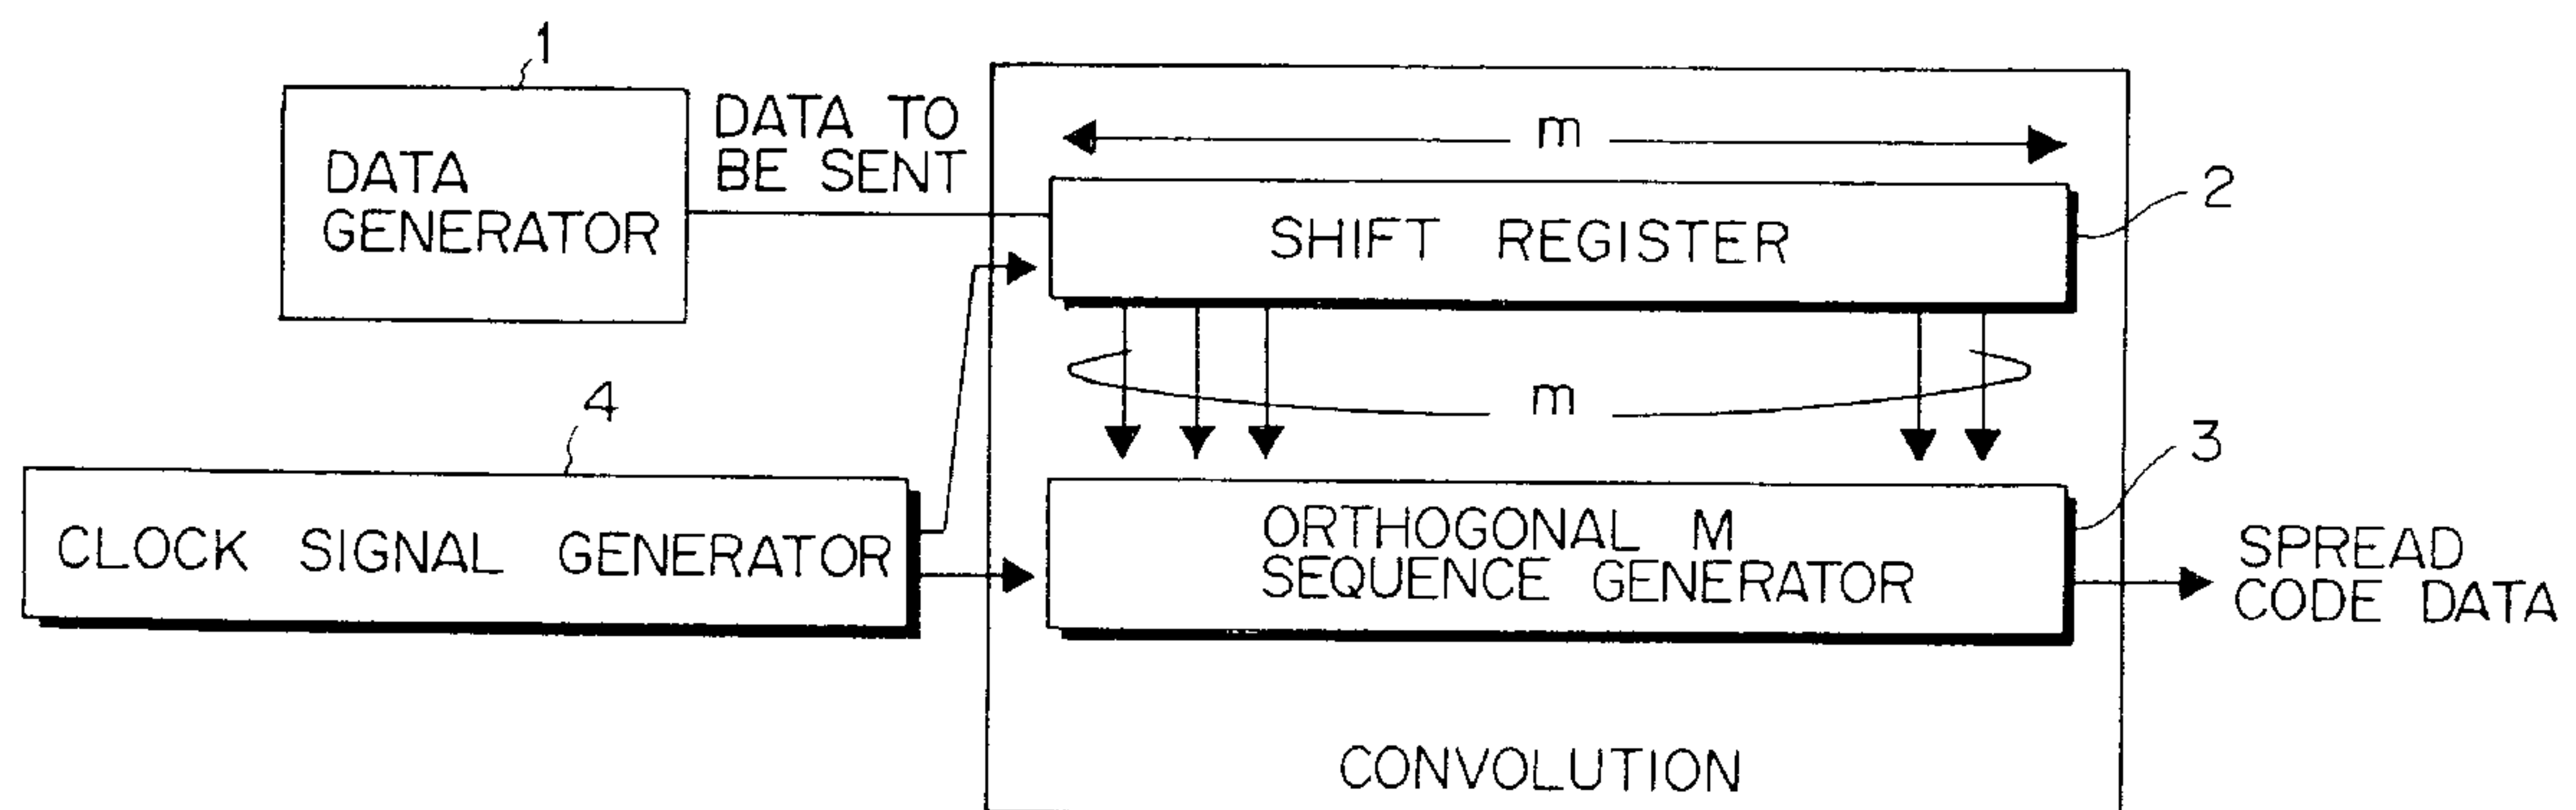 1
DATA
GENERATOR
DATA TO
BE SENT
m
SHIFT REGISTER
2
m
4
CLOCK SIGNAL GENERATOR
ORTHOGONAL M
SEQUENCE GENERATOR
3
SPREAD
CODE DATA
CONVOLUTION